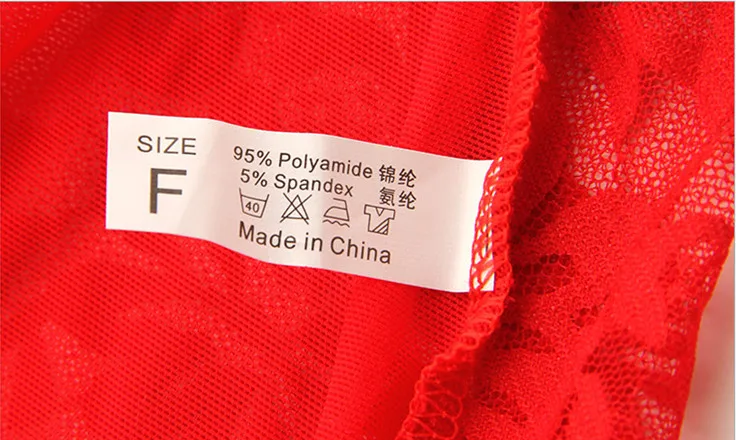 SIZE
F
95% Polyamide 锦纶
5% Spandex 氨纶
40
Made in China